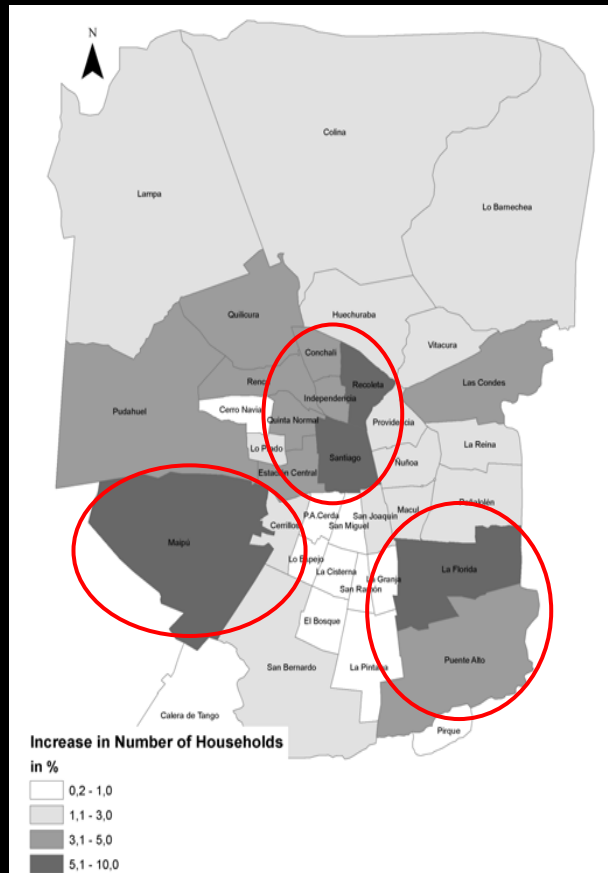 N
Colina
Lampa
Lo Barnechea
Quilicura
Huechuraba
Conchalí
Vitacura
Renca
Recoleta
Las Condes
Independencia
Pudahuel
Cerro Navia
Quinta Normal
Providencia
La Reina
Lo Prado
Santiago
Ñuñoa
Estación Central
Peñalolén
P.A.Cerda
San Joaquin
Macul
Cerrillos
San Miguel
Maipú
Lo Espejo
La Cisterna
La Granja
La Florida
San Ramón
El Bosque
San Bernardo
La Pintana
Puente Alto
Calera de Tango
Pirque
Increase in Number of Households
in %
0,2 - 1,0
1,1 - 3,0
3,1 - 5,0
5,1 - 10,0